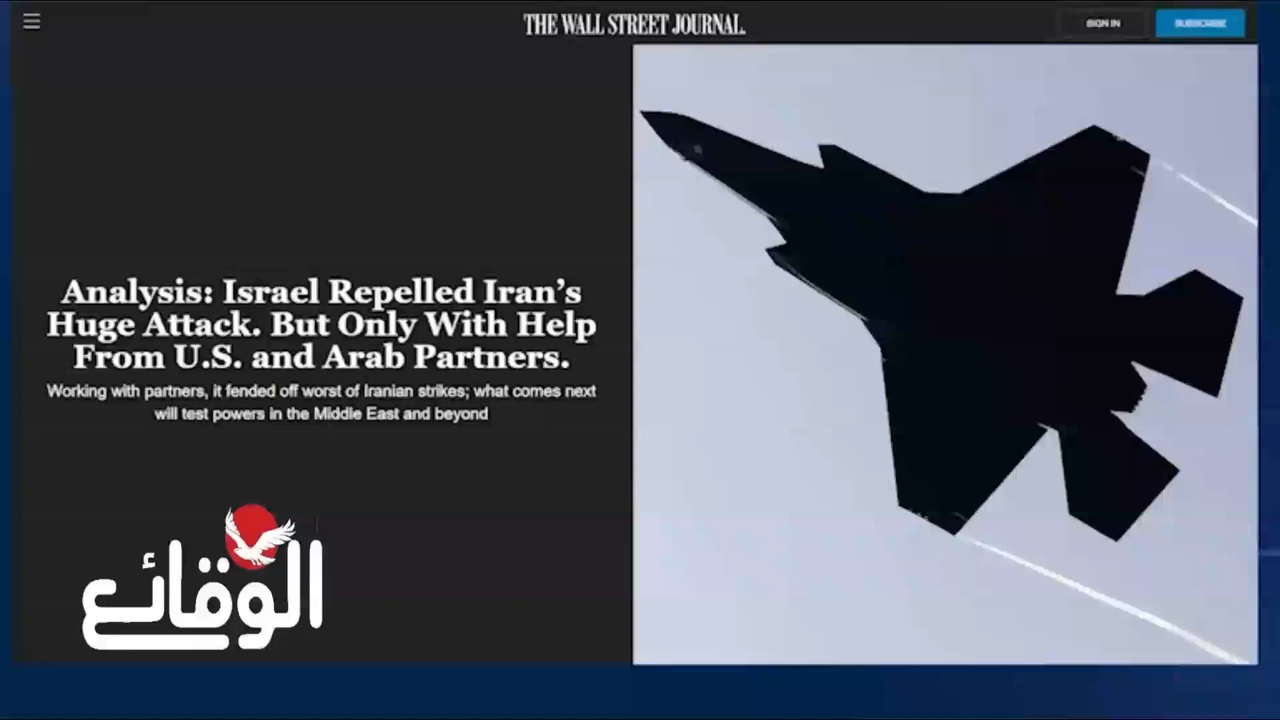 THE WALL STREET JOURNAL.
SIGN IN
SUBSCRIBE
Analysis: Israel Repelled Iran’s
Huge Attack. But Only With Help
From U.S. and Arab Partners.
Working with partners, it fended off worst of Iranian strikes; what comes next
will test powers in the Middle East and beyond
الوقائع